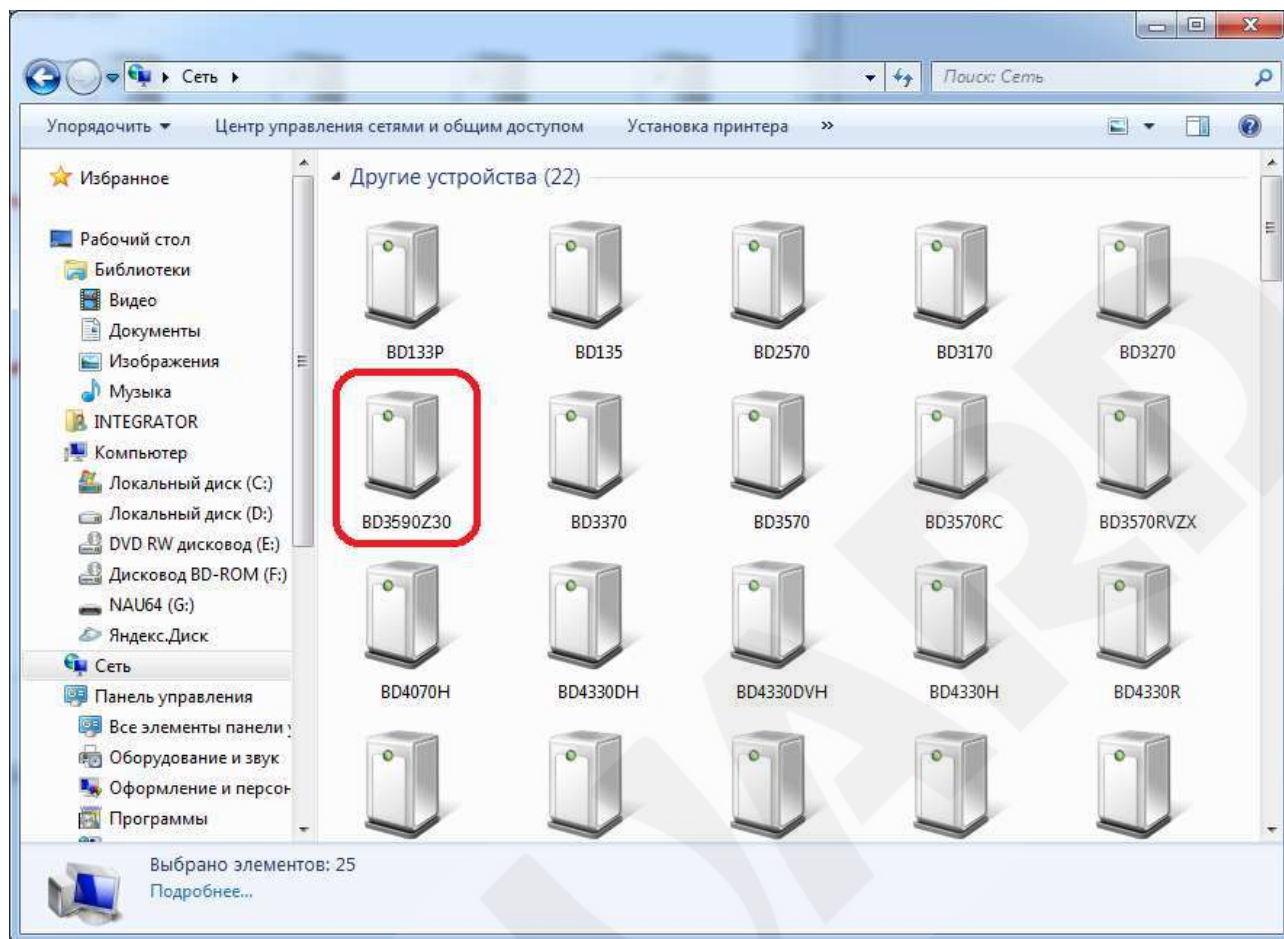 Сеть
Поиск: Сеть
Упорядочить Центр управления сетями и общим доступом Установка принтера »
Избранное
Рабочий стол
Библиотеки
Видео
Документы
Изображения
Музыка
INTEGRATOR
Компьютер
Локальный диск (C:)
Локальный диск (D:)
DVD RW дисковод (E:)
Дисковод BD-ROM (F:)
NAU64 (G:)
Яндекс.Диск
Сеть
Панель управления
Все элементы панели
Оборудование и звук
Оформление и персон
Программы
Другие устройства (22)
BD133P BD135 BD2570 BD3170 BD3270
BD3590Z30 BD3370 BD3570 BD3570RC BD3570RVZX
BD4070H BD4330DH BD4330DVH BD4330H BD4330R
Выбрано элементов: 25
Подробнее...